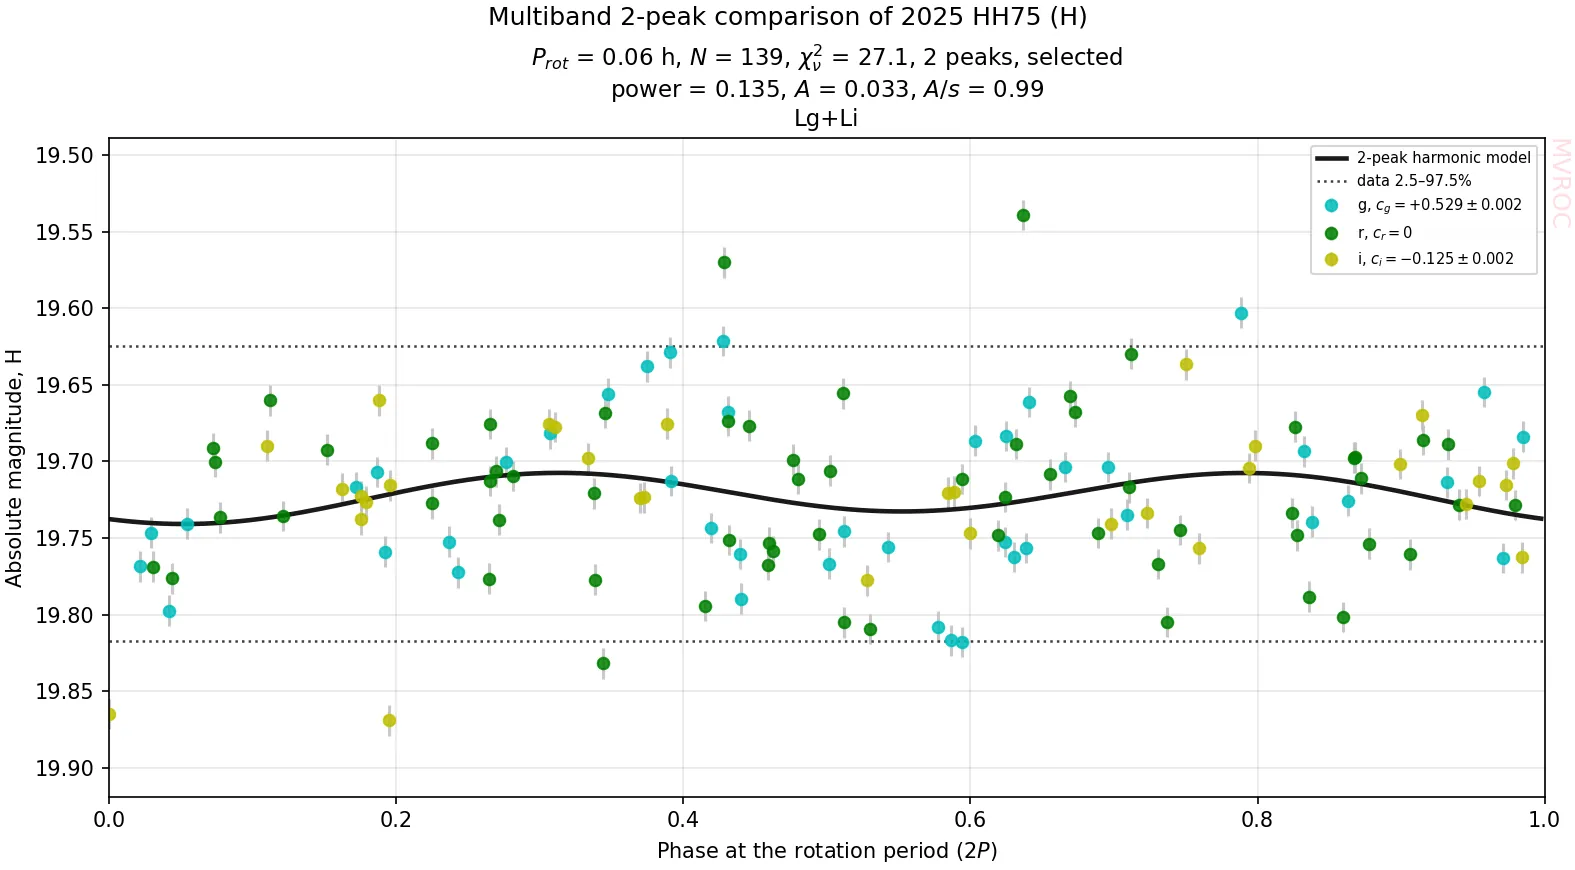 Multiband 2-peak comparison of 2025 HH75 (H)
P_rot = 0.06 h, N = 139, χ²_ν = 27.1, 2 peaks, selected
power = 0.135, A = 0.033, A/s = 0.99
Lg+Li
MVROC
2-peak harmonic model
data 2.5–97.5%
g, c_g = +0.529 ± 0.002
r, c_r = 0
i, c_i = −0.125 ± 0.002
Absolute magnitude, H
19.50
19.55
19.60
19.65
19.70
19.75
19.80
19.85
19.90
0.0 0.2 0.4 0.6 0.8 1.0
Phase at the rotation period (2P)